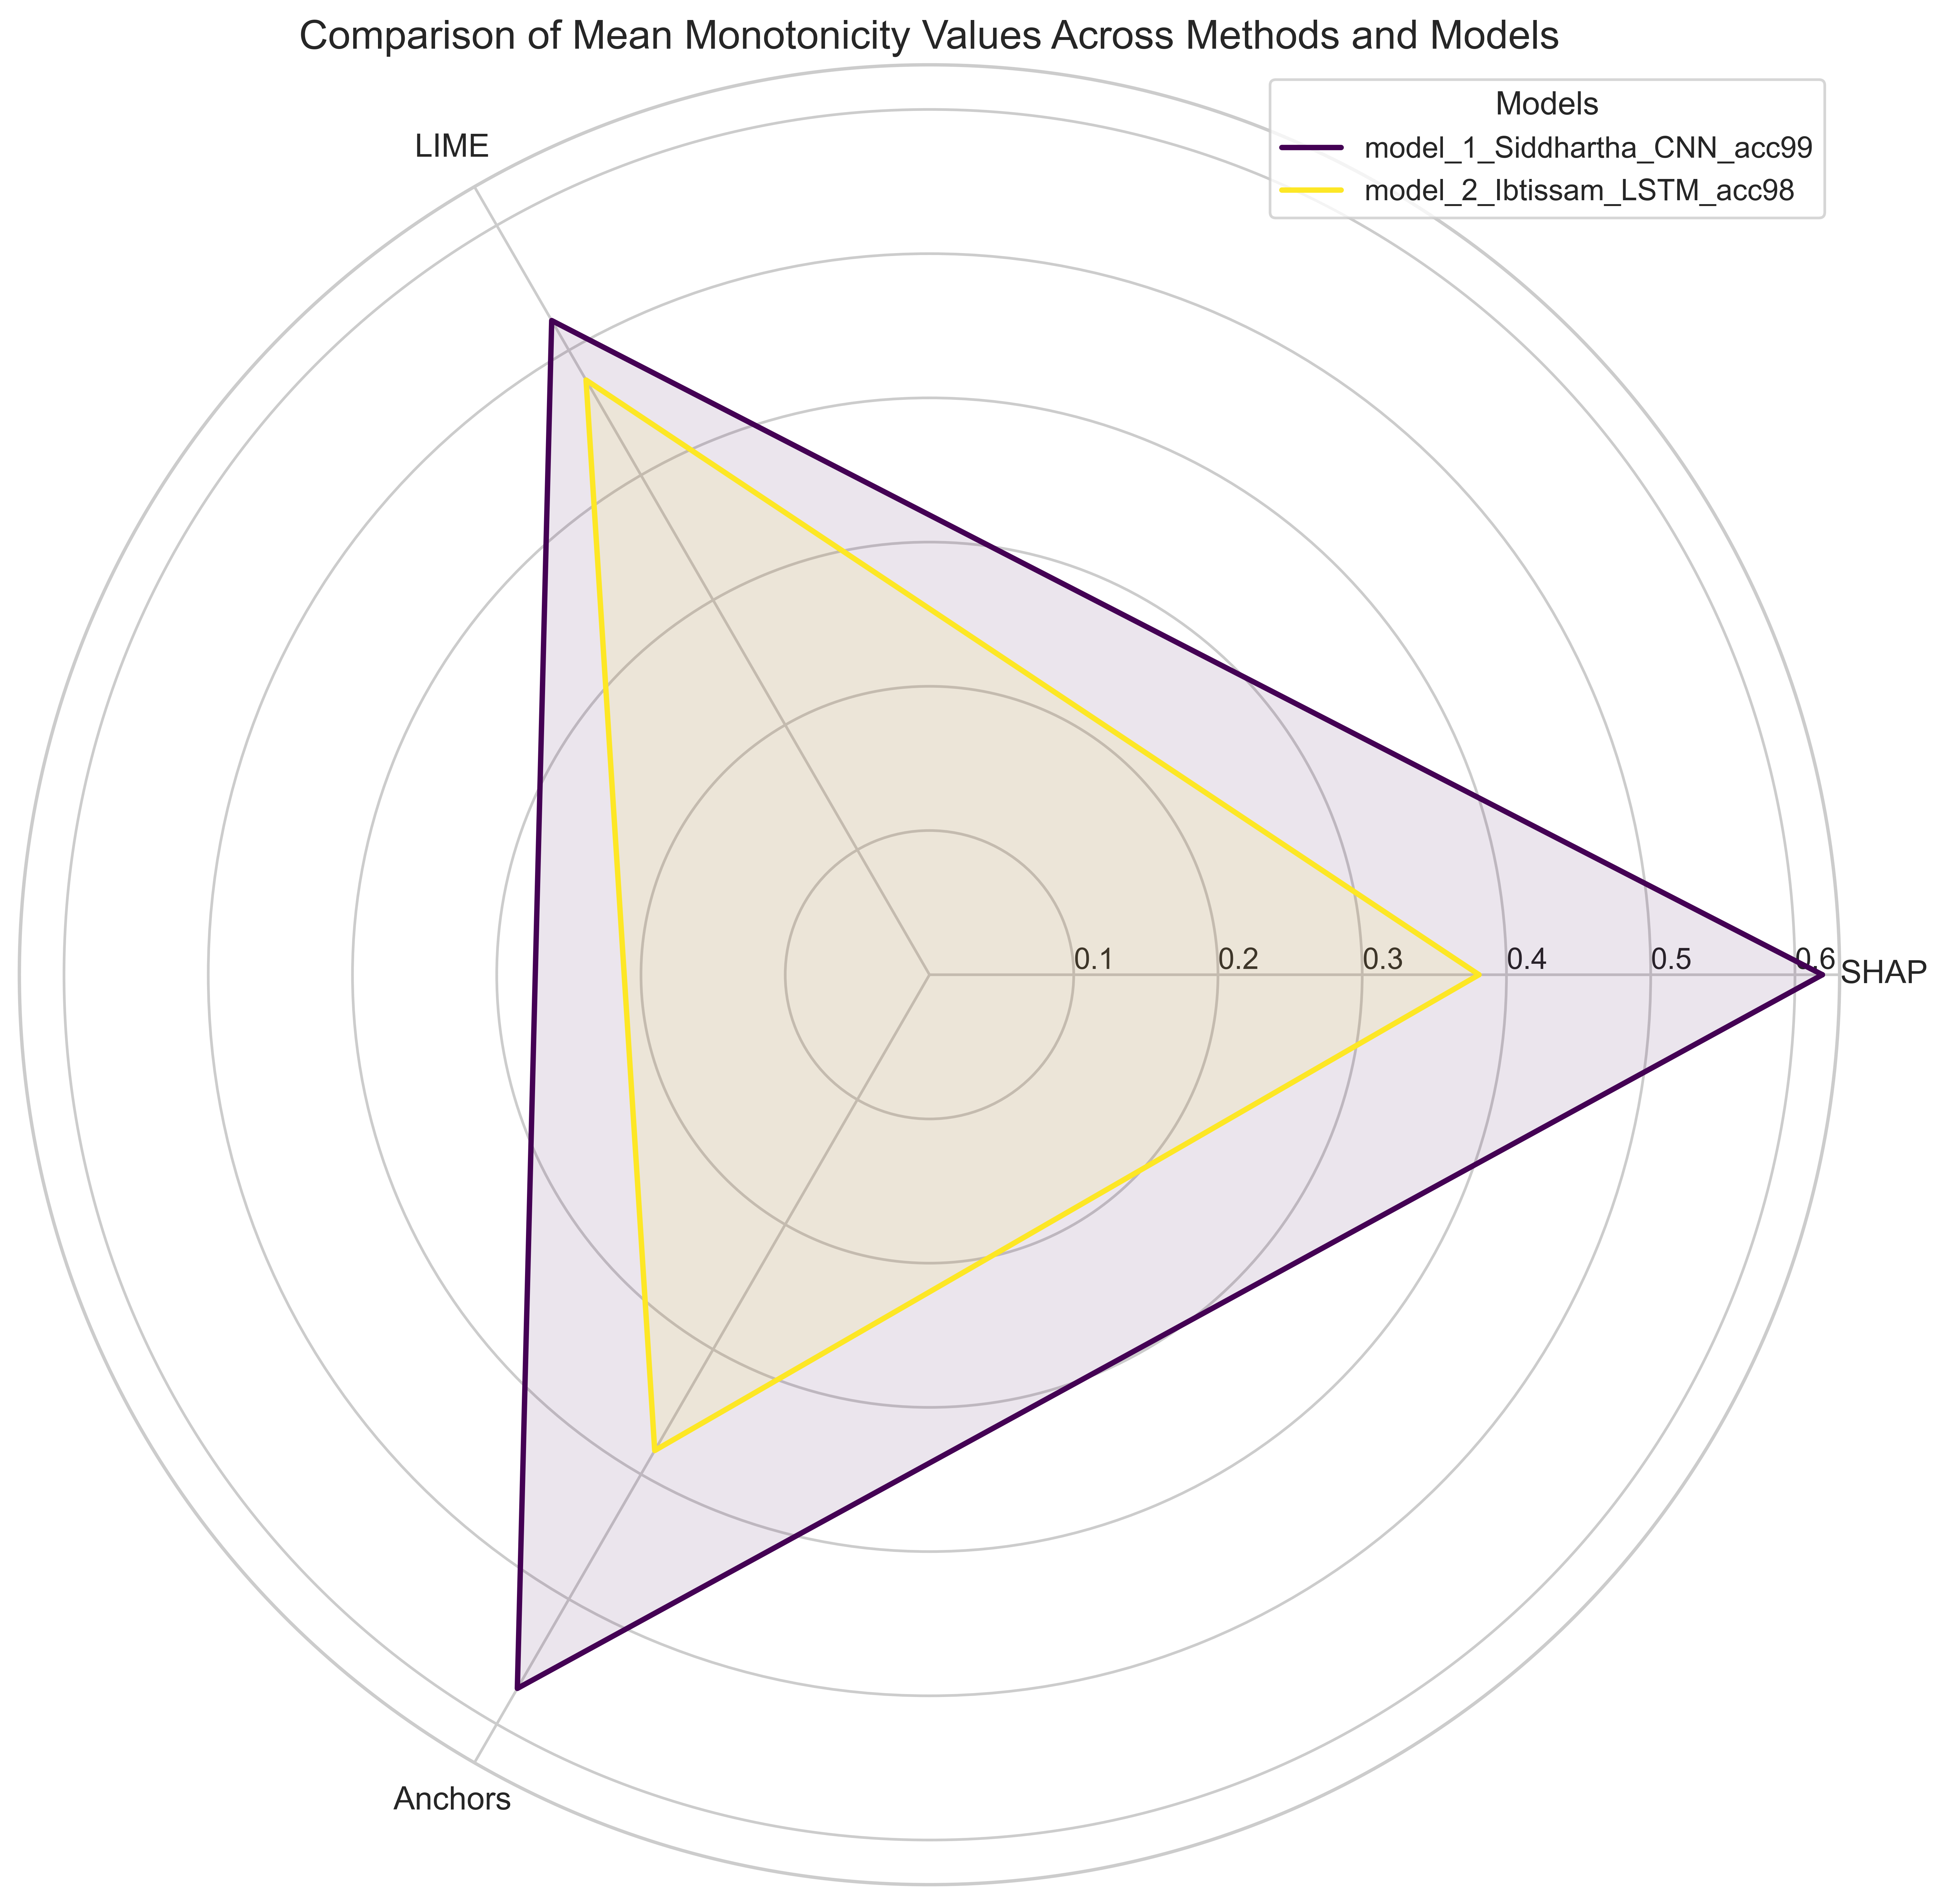 Comparison of Mean Monotonicity Values Across Methods and Models
Models
model_1_Siddhartha_CNN_acc99
model_2_Ibtissam_LSTM_acc98
LIME
0.1
0.2
0.3
0.4
0.5
0.6
SHAP
Anchors